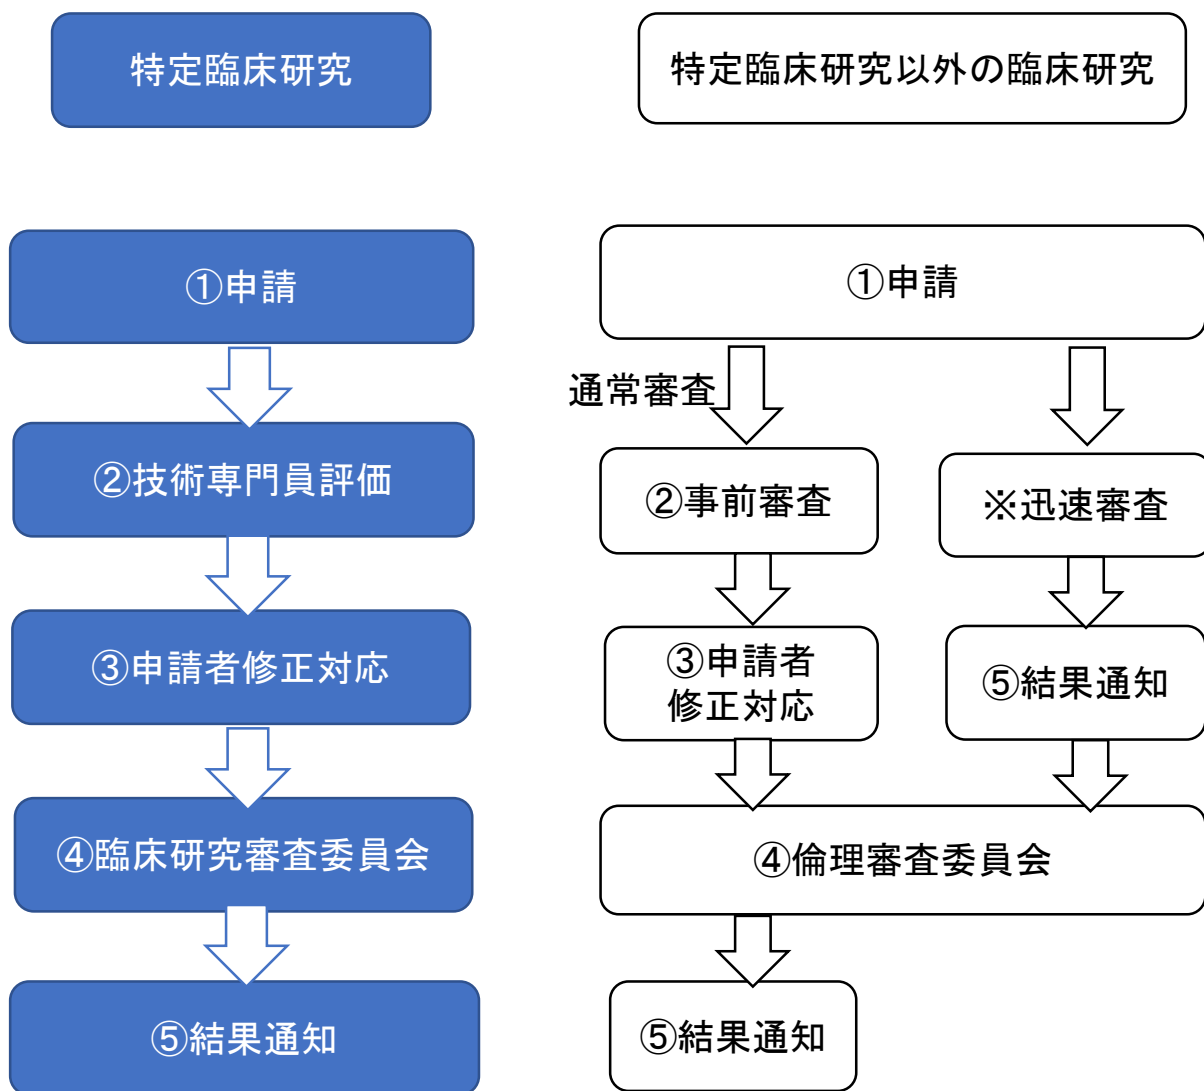 特定臨床研究
特定臨床研究以外の臨床研究
①申請
②技術専門員評価
③申請者修正対応
④臨床研究審査委員会
⑤結果通知
①申請
通常審査
②事前審査
③申請者
修正対応
※迅速審査
⑤結果通知
④倫理審査委員会
⑤結果通知